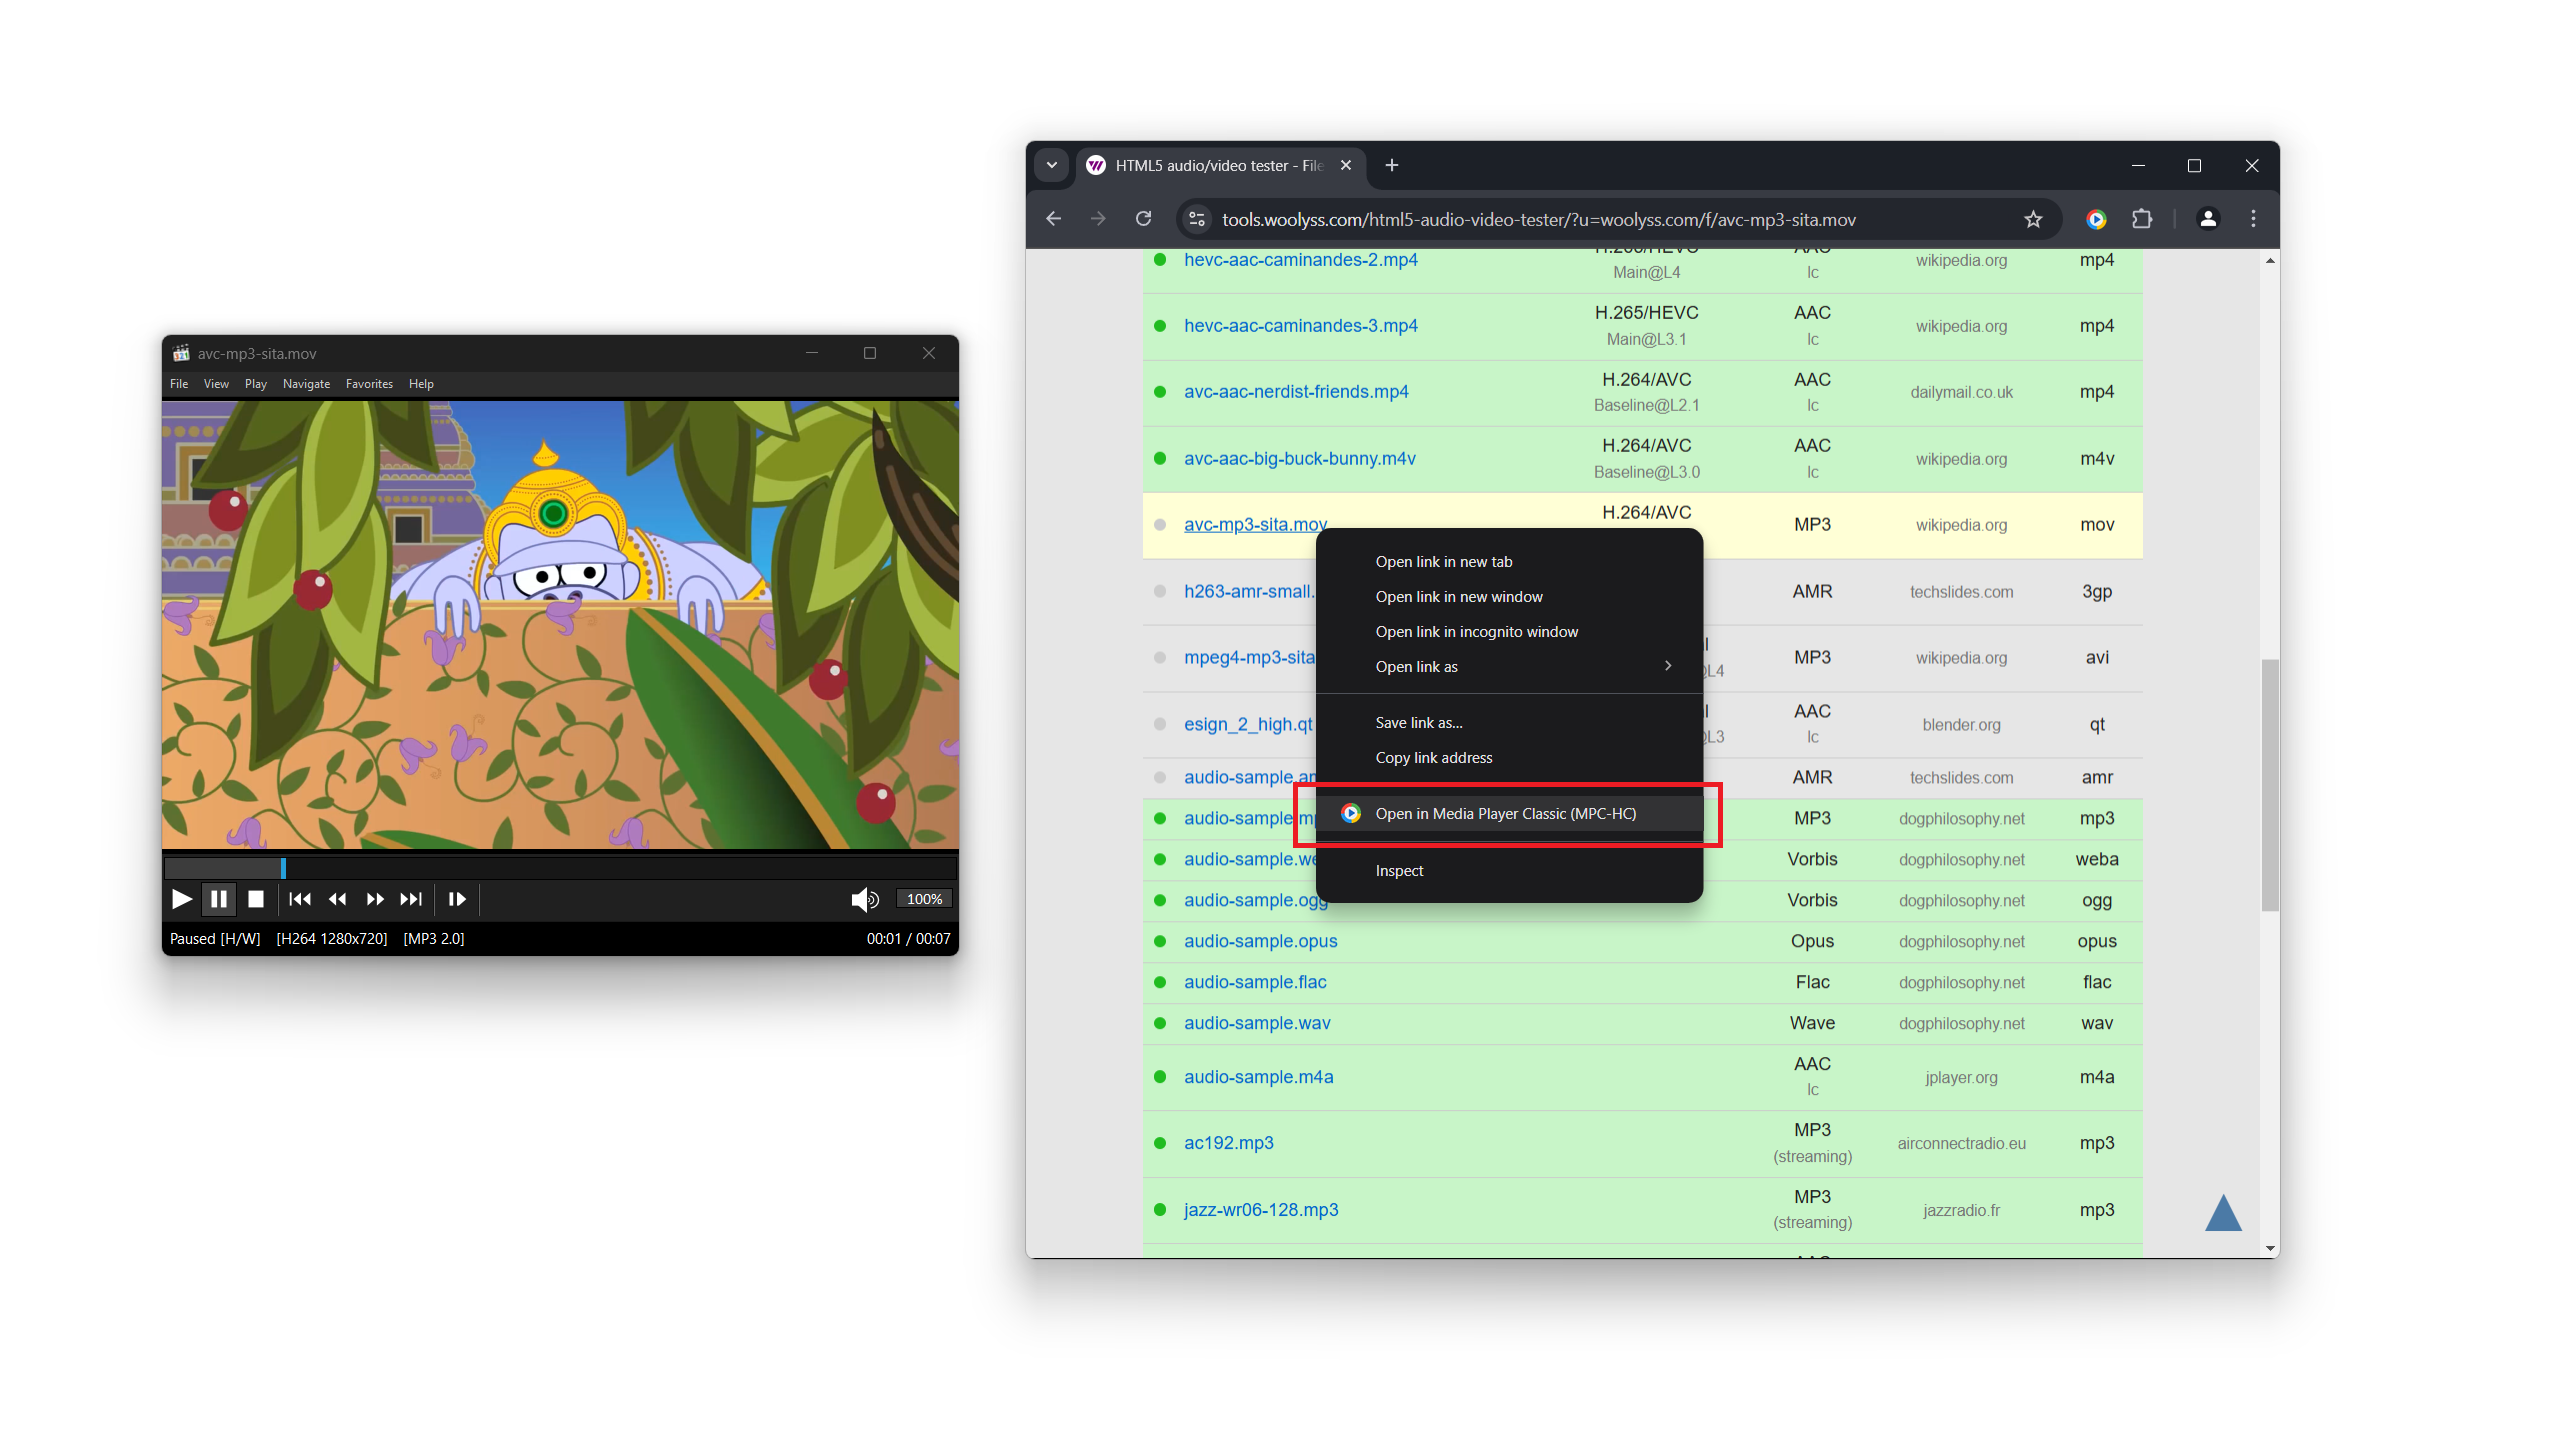 avc-mp3-sita.mov
File View Play Navigate Favorites Help
100%
Paused [H/W] [H264 1280x720] [MP3 2.0] 00:01 / 00:07
HTML5 audio/video tester - File
tools.woolyss.com/html5-audio-video-tester/?u=woolyss.com/f/avc-mp3-sita.mov
hevc-aac-caminandes-2.mp4 H.265/HEVC Main@L4 AAC lc wikipedia.org mp4
hevc-aac-caminandes-3.mp4 H.265/HEVC Main@L3.1 AAC lc wikipedia.org mp4
avc-aac-nerdist-friends.mp4 H.264/AVC Baseline@L2.1 AAC lc dailymail.co.uk mp4
avc-aac-big-buck-bunny.m4v H.264/AVC Baseline@L3.0 AAC lc wikipedia.org m4v
avc-mp3-sita.mov H.264/AVC MP3 wikipedia.org mov
h263-amr-small. AMR techslides.com 3gp
mpeg4-mp3-sita @L4 MP3 wikipedia.org avi
esign_2_high.qt @L3 AAC lc blender.org qt
audio-sample.am AMR techslides.com amr
audio-sample.mp MP3 dogphilosophy.net mp3
audio-sample.we Vorbis dogphilosophy.net weba
audio-sample.ogg Vorbis dogphilosophy.net ogg
audio-sample.opus Opus dogphilosophy.net opus
audio-sample.flac Flac dogphilosophy.net flac
audio-sample.wav Wave dogphilosophy.net wav
audio-sample.m4a AAC lc jplayer.org m4a
ac192.mp3 MP3 (streaming) airconnectradio.eu mp3
jazz-wr06-128.mp3 MP3 (streaming) jazzradio.fr mp3
Open link in new tab
Open link in new window
Open link in incognito window
Open link as
Save link as...
Copy link address
Open in Media Player Classic (MPC-HC)
Inspect